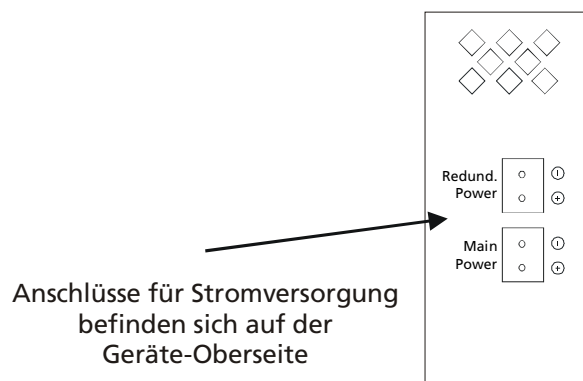 Redund.
Power
Main
Power
Anschlüsse für Stromversorgung
befinden sich auf der
Geräte-Oberseite